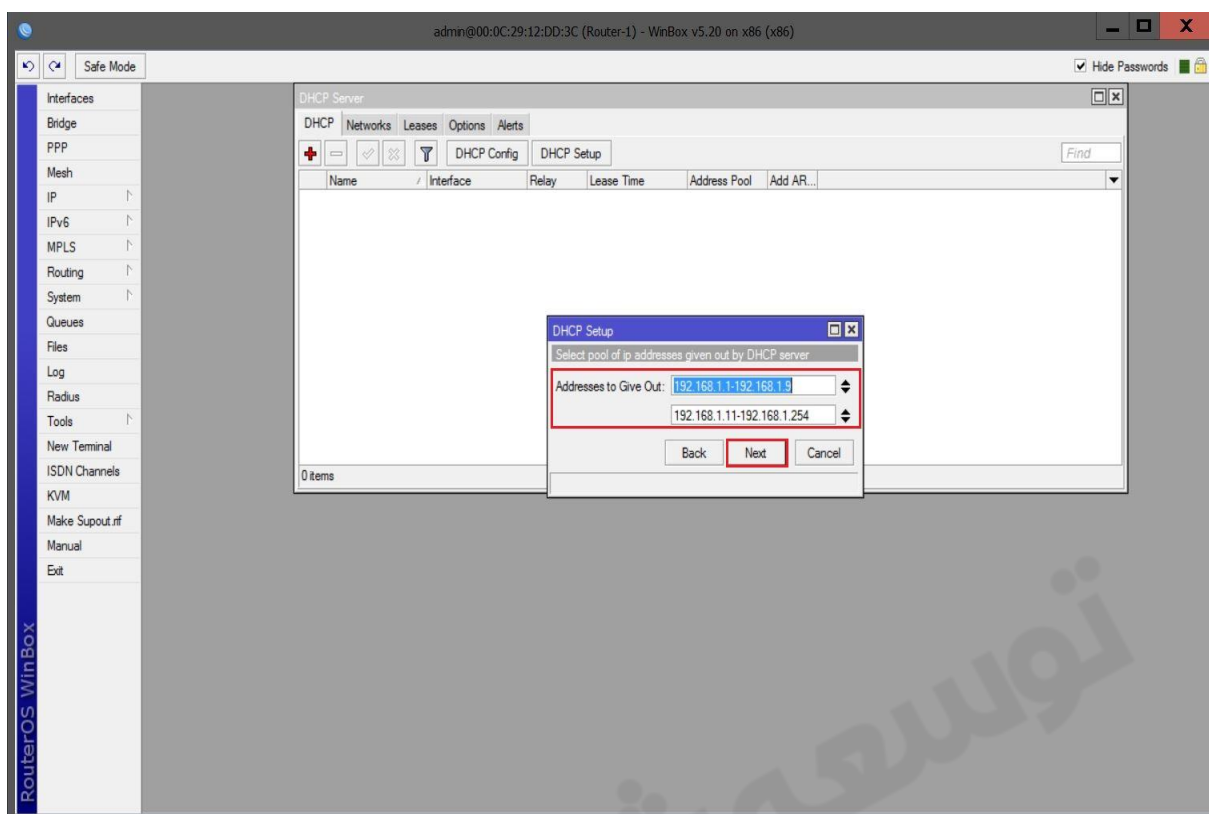 admin@00:0C:29:12:DD:3C (Router-1) - WinBox v5.20 on x86 (x86)
Safe Mode
Hide Passwords
Interfaces
Bridge
PPP
Mesh
IP
IPv6
MPLS
Routing
System
Queues
Files
Log
Radius
Tools
New Terminal
ISDN Channels
KVM
Make Supout.rif
Manual
Exit
RouterOS WinBox
DHCP Server
DHCP Networks Leases Options Alerts
DHCP Config DHCP Setup Find
Name Interface Relay Lease Time Address Pool Add AR...
0 items
DHCP Setup
Select pool of ip addresses given out by DHCP server
Addresses to Give Out: 192.168.1.1-192.168.1.9
192.168.1.11-192.168.1.254
Back Next Cancel
توسعه